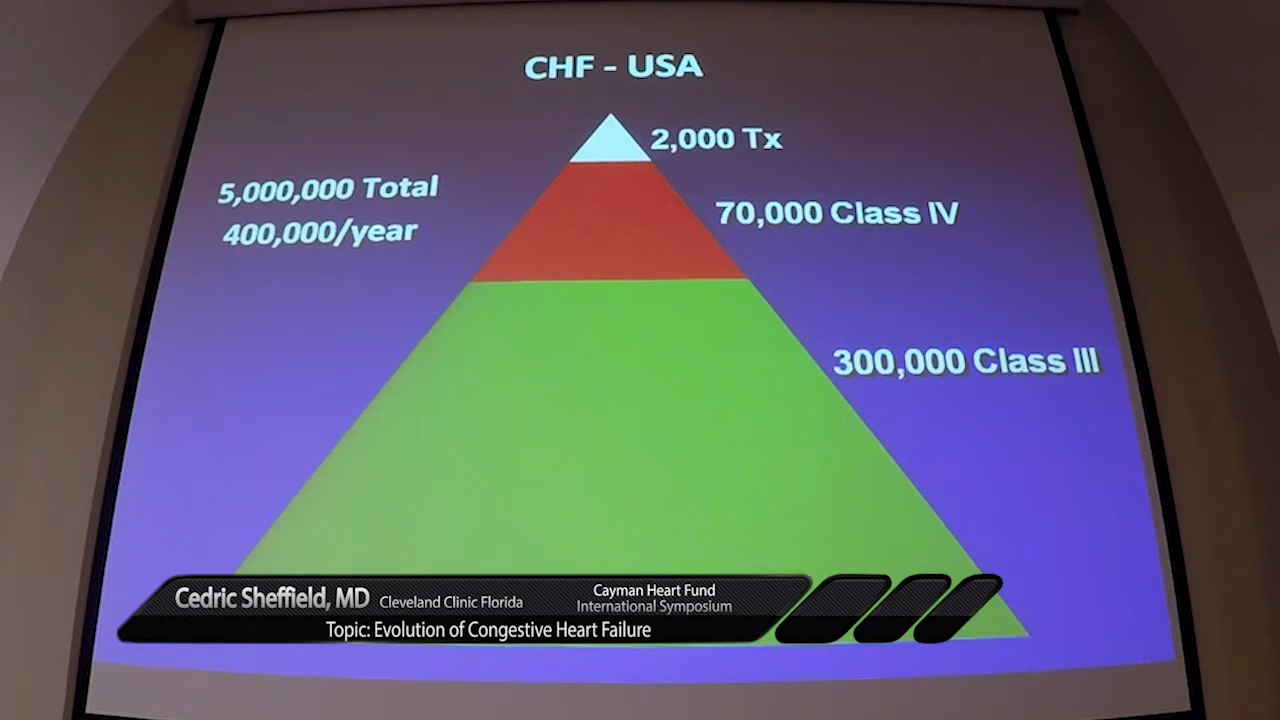 CHF - USA
2,000 Tx
5,000,000 Total
400,000/year
70,000 Class IV
300,000 Class III
Cedric Sheffield, MD Cleveland Clinic Florida
Cayman Heart Fund
International Symposium
Topic: Evolution of Congestive Heart Failure